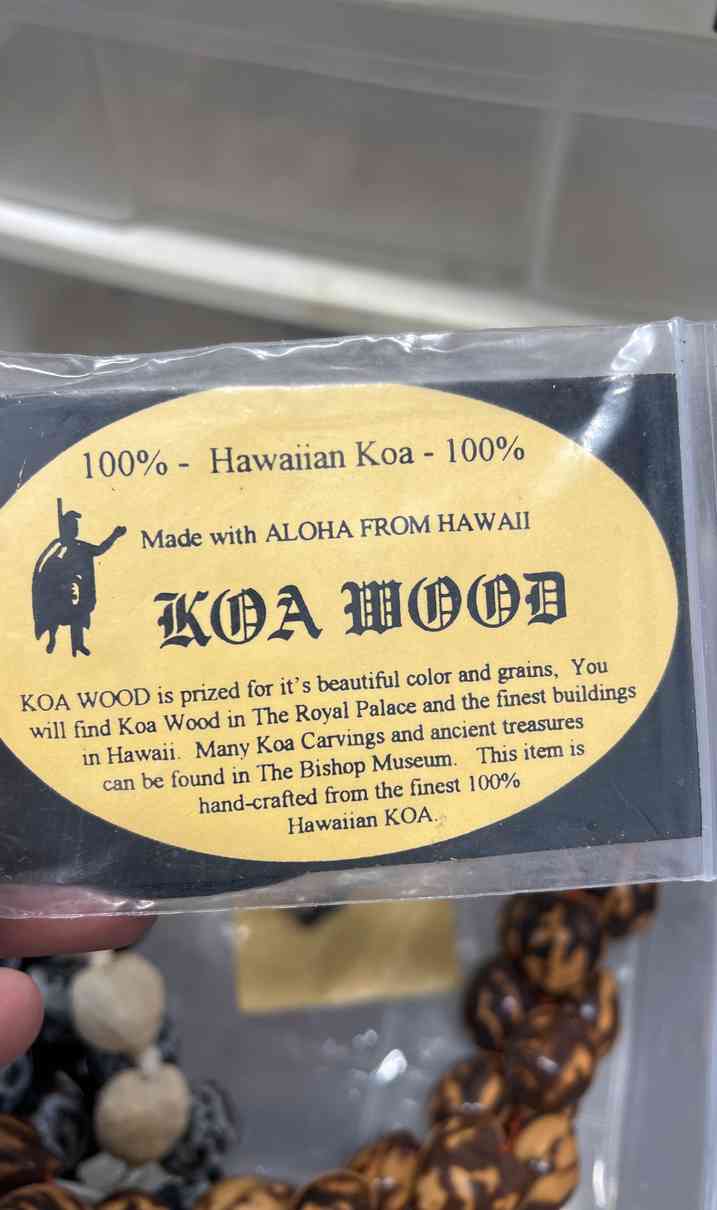 100% - Hawaiian Koa - 100%
Made with ALOHA FROM HAWAII
KOA WOOD
KOA WOOD is prized for it's beautiful color and grains, You
will find Koa Wood in The Royal Palace and the finest buildings
in Hawaii. Many Koa Carvings and ancient treasures
can be found in The Bishop Museum. This item is
hand-crafted from the finest 100%
Hawaiian KOA.